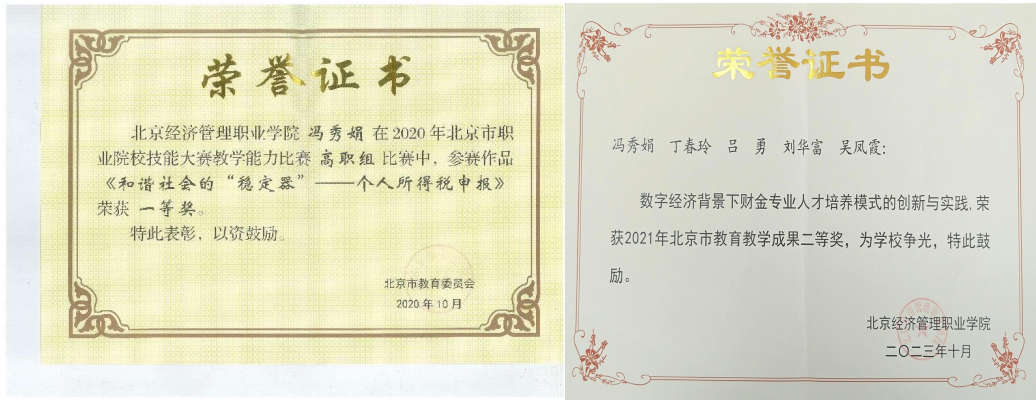 荣誉证书
北京经济管理职业学院 冯秀娟 在2020年北京市职
业院校技能大赛教学能力比赛 高职组 比赛中，参赛作品
《和谐社会的“稳定器”——个人所得税申报》
荣获 一等奖。
特此表彰，以资鼓励。
北京市教育委员会
2020年10月
荣誉证书
冯秀娟 丁春玲 吕 勇 刘华富 吴凤霞：
数字经济背景下财金专业人才培养模式的创新与实践，荣
获2021年北京市教育教学成果二等奖，为学校争光，特此鼓
励。
北京经济管理职业学院
二〇二三年十月